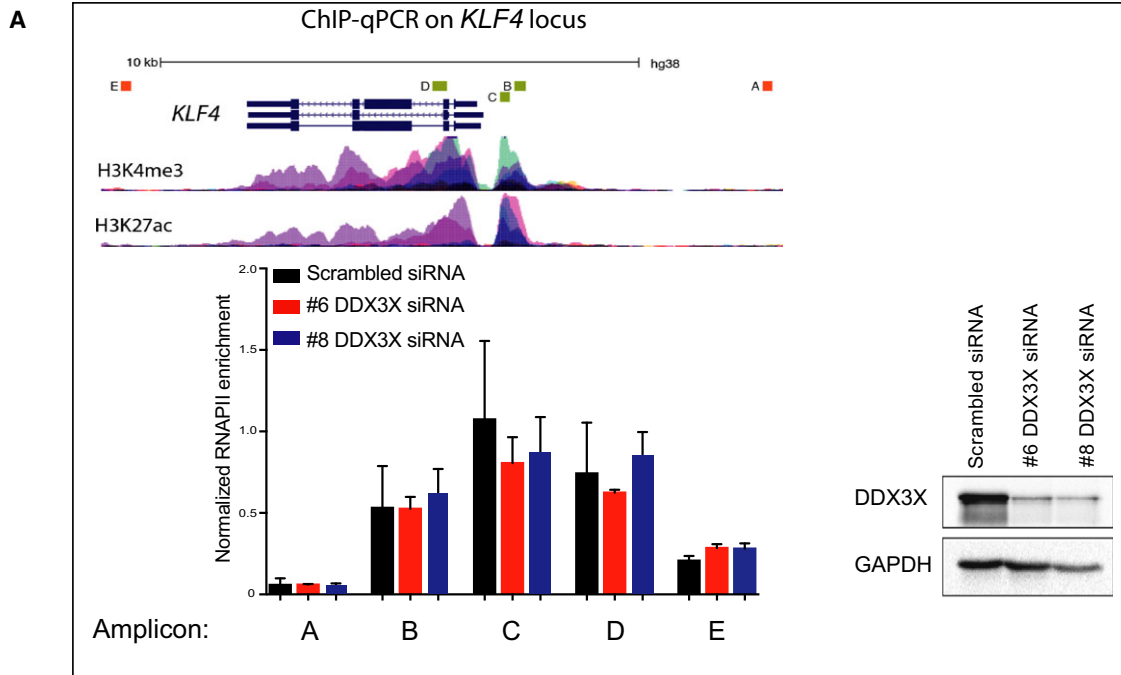 A
ChIP-qPCR on KLF4 locus
10 kb hg38
E D B A
C
KLF4
H3K4me3
H3K27ac
Normalized RNAPII enrichment
2.0
1.5
1.0
0.5
0
Scrambled siRNA
#6 DDX3X siRNA
#8 DDX3X siRNA
Amplicon: A B C D E
Scrambled siRNA
#6 DDX3X siRNA
#8 DDX3X siRNA
DDX3X
GAPDH